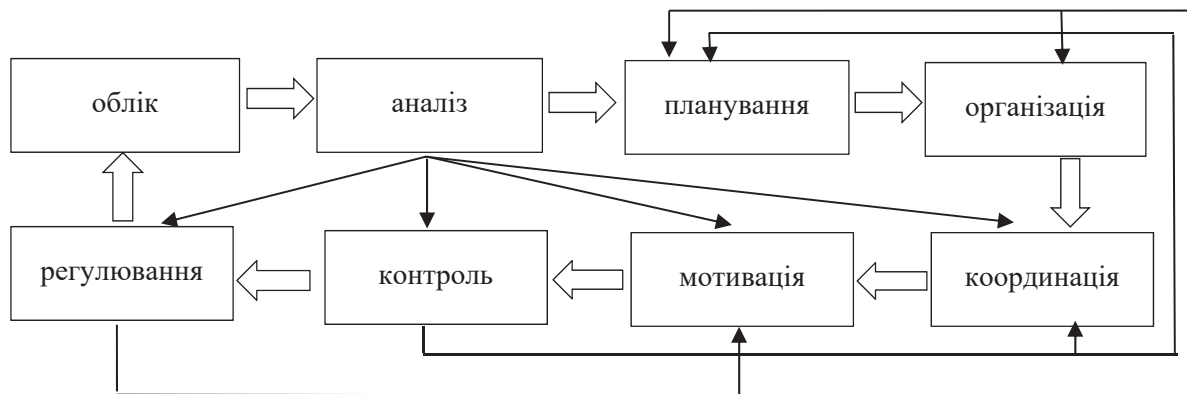 облік
аналіз
планування
організація
регулювання
контроль
мотивація
координація